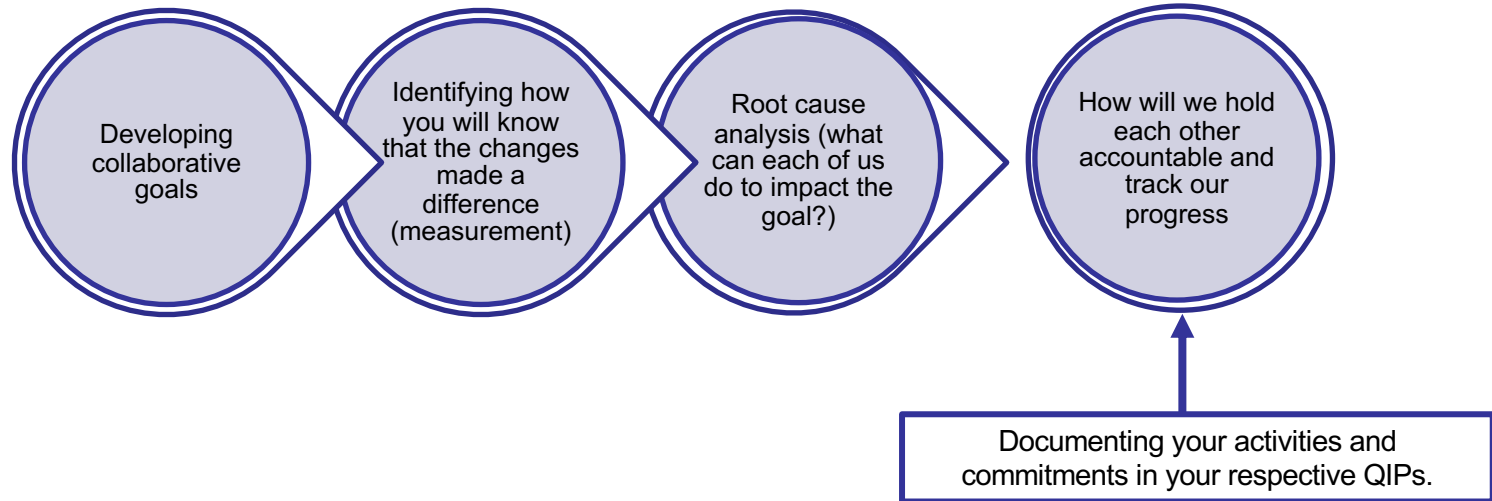 Developing
collaborative
goals
Identifying how
you will know
that the changes
made a
difference
(measurement)
Root cause
analysis (what
can each of us
do to impact the
goal?)
How will we hold
each other
accountable and
track our
progress
Documenting your activities and
commitments in your respective QIPs.